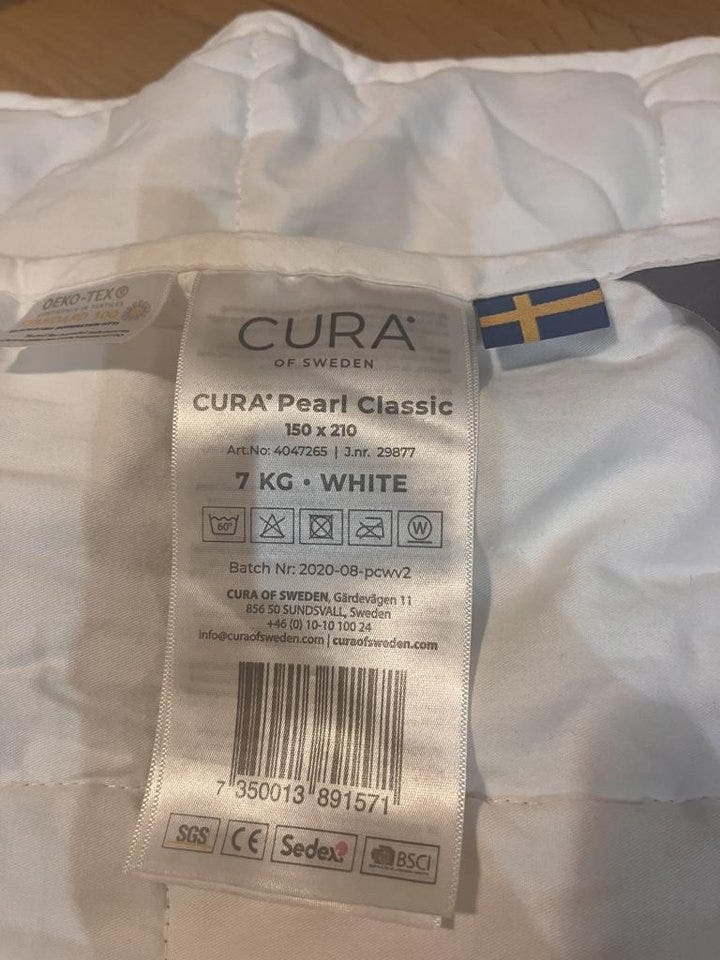 OEKO-TEX®
STANDARD 100
CURA
OF SWEDEN
CURA Pearl Classic
150 x 210
Art.No: 4047265 | J.nr. 29877
7 KG • WHITE
60°
W
Batch Nr: 2020-08-pcwv2
CURA OF SWEDEN, Gärdevägen 11
856 50 SUNDSVALL, Sweden
+46 (0) 10-10 100 24
info@curaofsweden.com | curaofsweden.com
7 350013 891571
SGS CE Sedex BSCI